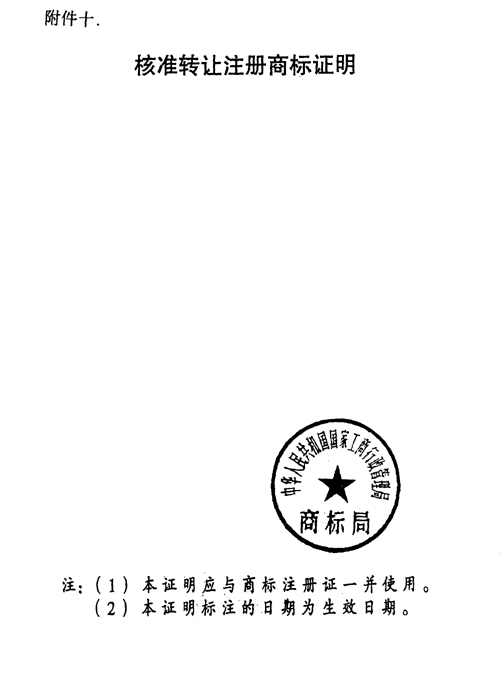 附件十.
核准转让注册商标证明
中华人民共和国国家工商行政管理局
商标局
注:(1)本证明应与商标注册证一并使用。
(2)本证明标注的日期为生效日期。